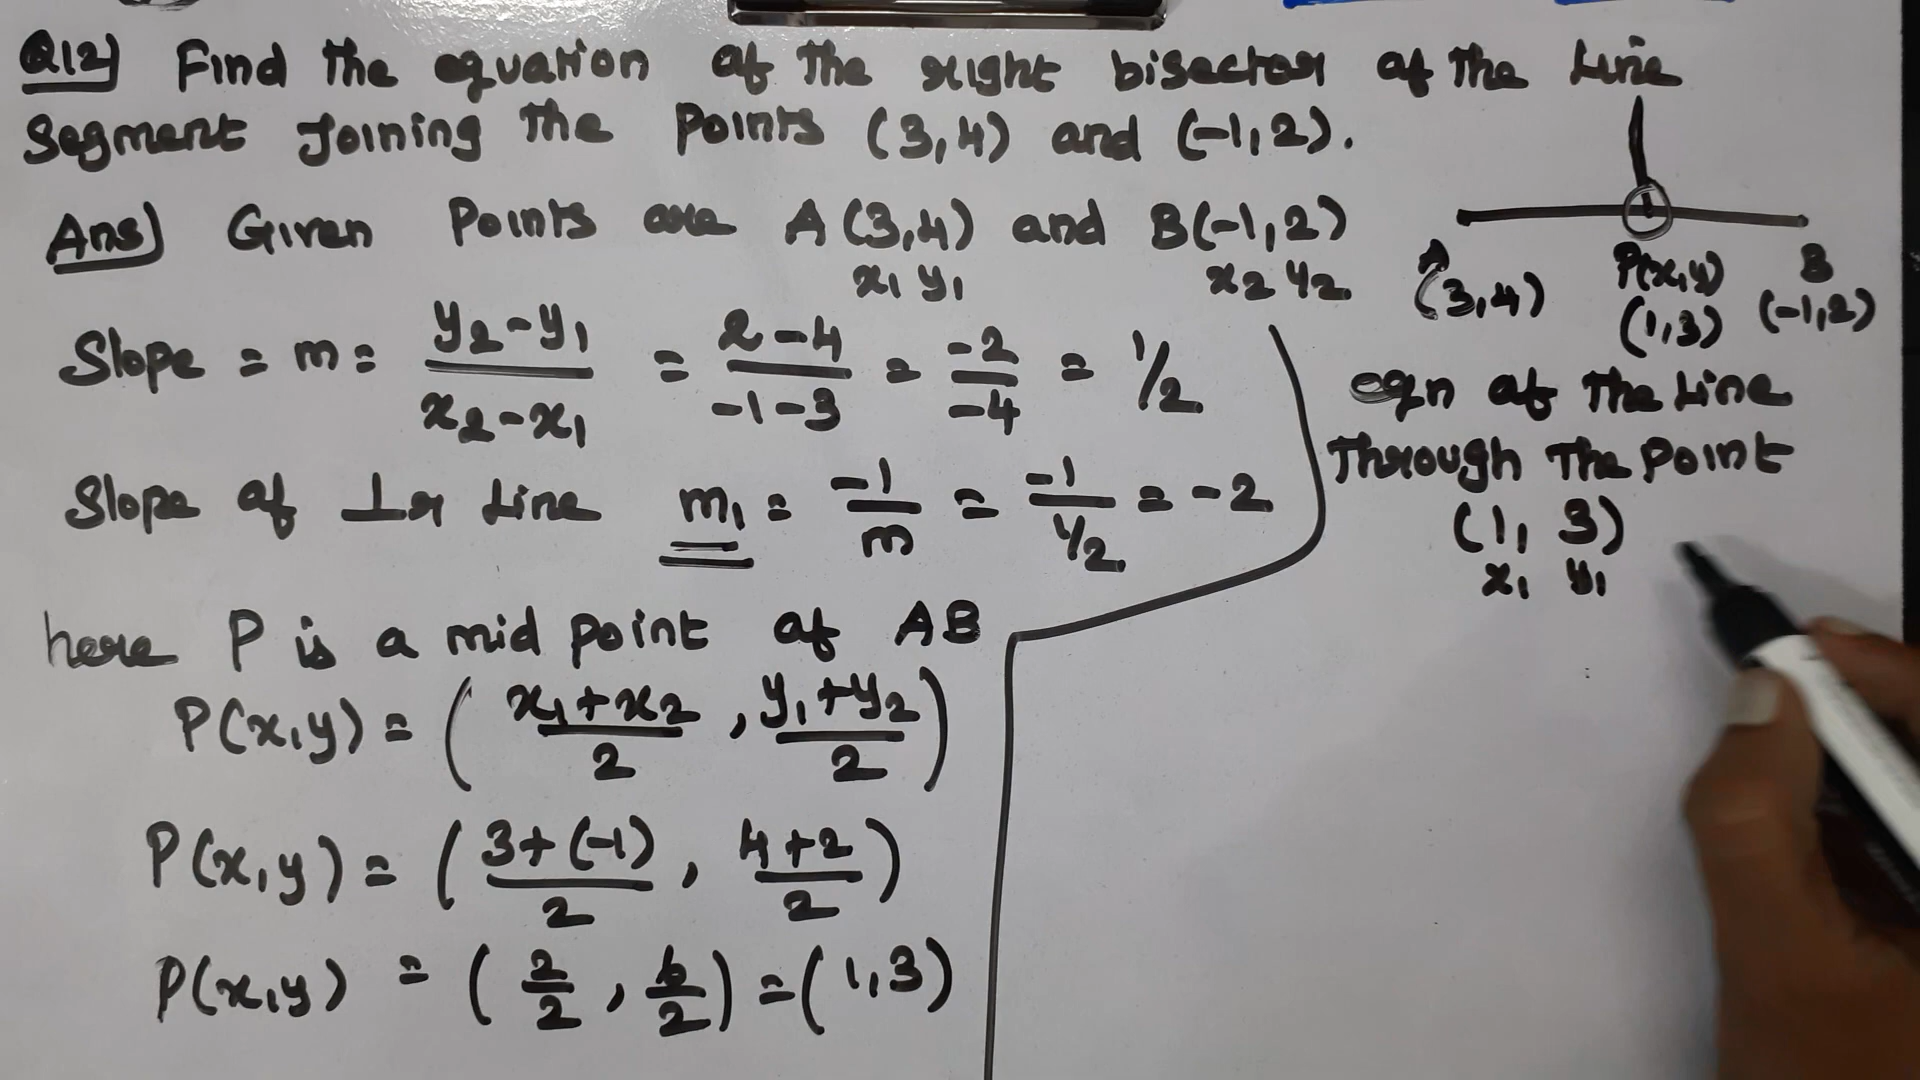 Q12) Find the equation of the right bisector of the line
segment joining the points (3,4) and (-1,2).
Ans) Given Points are A(3,4) and B(-1,2)
x1 y1 x2 y2
Slope = m = y2-y1 / x2-x1 = 2-4 / -1-3 = -2 / -4 = 1/2
Slope of ⊥r line m1 = -1/m = -1 / 1/2 = -2
here P is a mid point of AB
P(x,y) = ( x1+x2 / 2 , y1+y2 / 2 )
P(x,y) = ( 3+(-1) / 2 , 4+2 / 2 )
P(x,y) = ( 2/2 , 6/2 ) = (1,3)
A P(x,y) B
(3,4) (1,3) (-1,2)
eqn of the line
through the point
(1, 3)
x1 y1